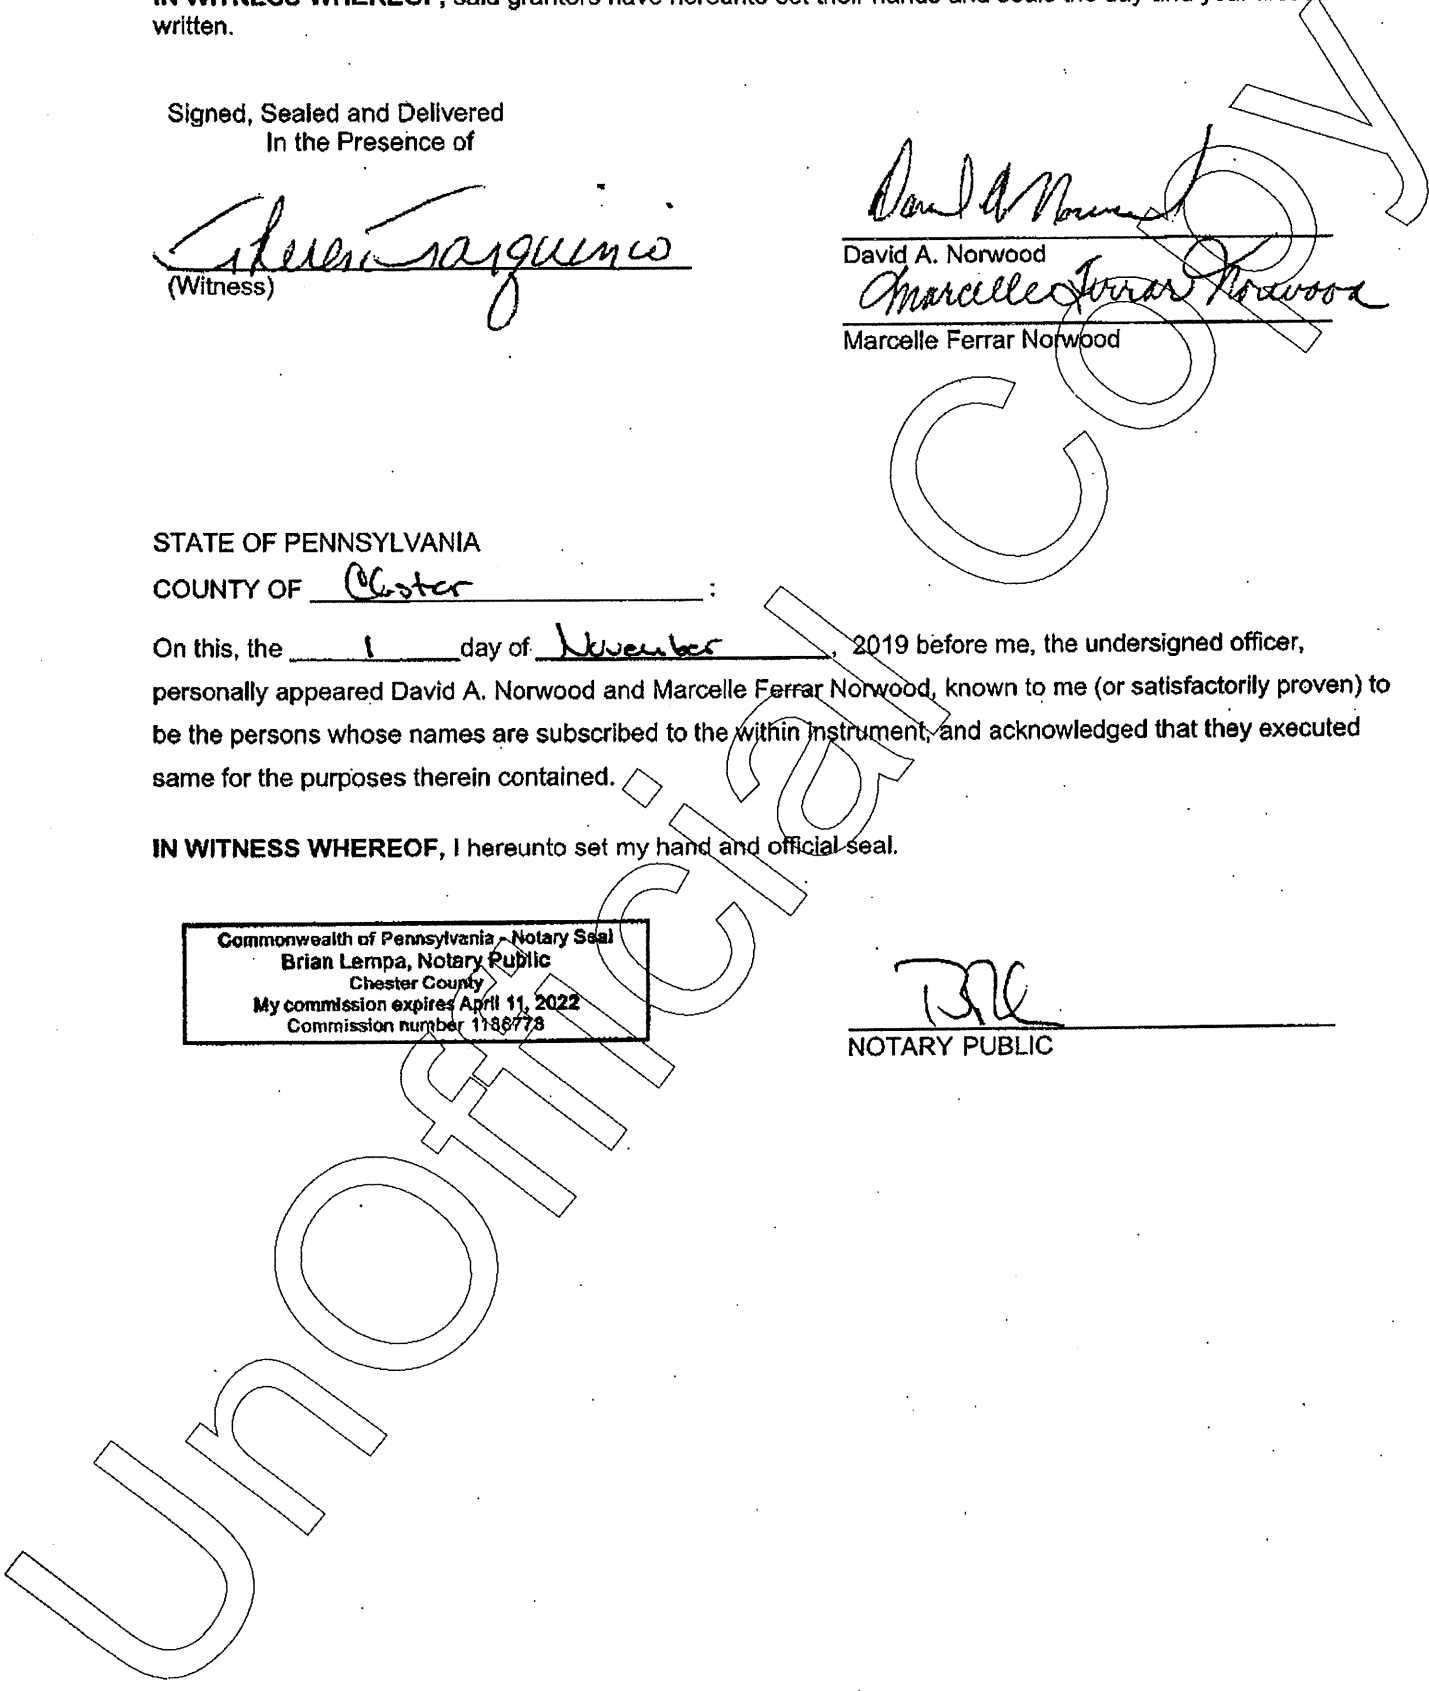 IN WITNESS WHEREOF, said grantors have hereunto set their hands and seals the day and year first
written.
Signed, Sealed and Delivered
In the Presence of
David A Norwood
David A. Norwood
(Witness)
Marcelle Ferrar Norwood
Marcelle Ferrar Norwood
STATE OF PENNSYLVANIA
COUNTY OF Chester :
On this, the 1 day of November, 2019 before me, the undersigned officer,
personally appeared David A. Norwood and Marcelle Ferrar Norwood, known to me (or satisfactorily proven) to
be the persons whose names are subscribed to the within instrument, and acknowledged that they executed
same for the purposes therein contained.
IN WITNESS WHEREOF, I hereunto set my hand and official seal.
Commonwealth of Pennsylvania - Notary Seal
Brian Lempa, Notary Public
Chester County
My commission expires April 11, 2022
Commission number 1188778
NOTARY PUBLIC
UnOfficial Copy